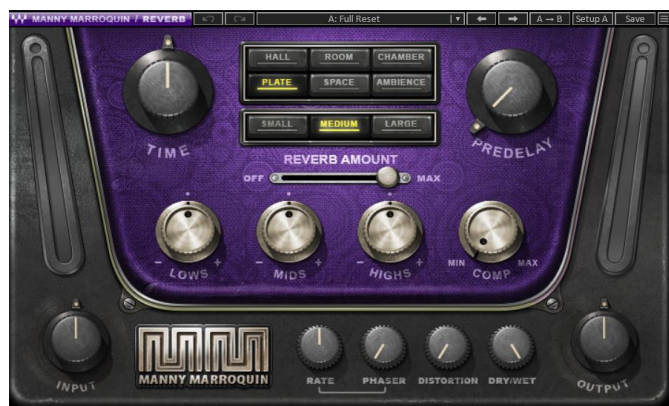 MANNY MARROQUIN / REVERB
A: Full Reset
A → B
Setup A
Save
HALL ROOM CHAMBER
PLATE SPACE AMBIENCE
SMALL MEDIUM LARGE
TIME
PREDELAY
REVERB AMOUNT
OFF MAX
- + - + - + MIN MAX
LOWS MIDS HIGHS COMP
INPUT
MANNY MARROQUIN
RATE PHASER DISTORTION DRY/WET
OUTPUT